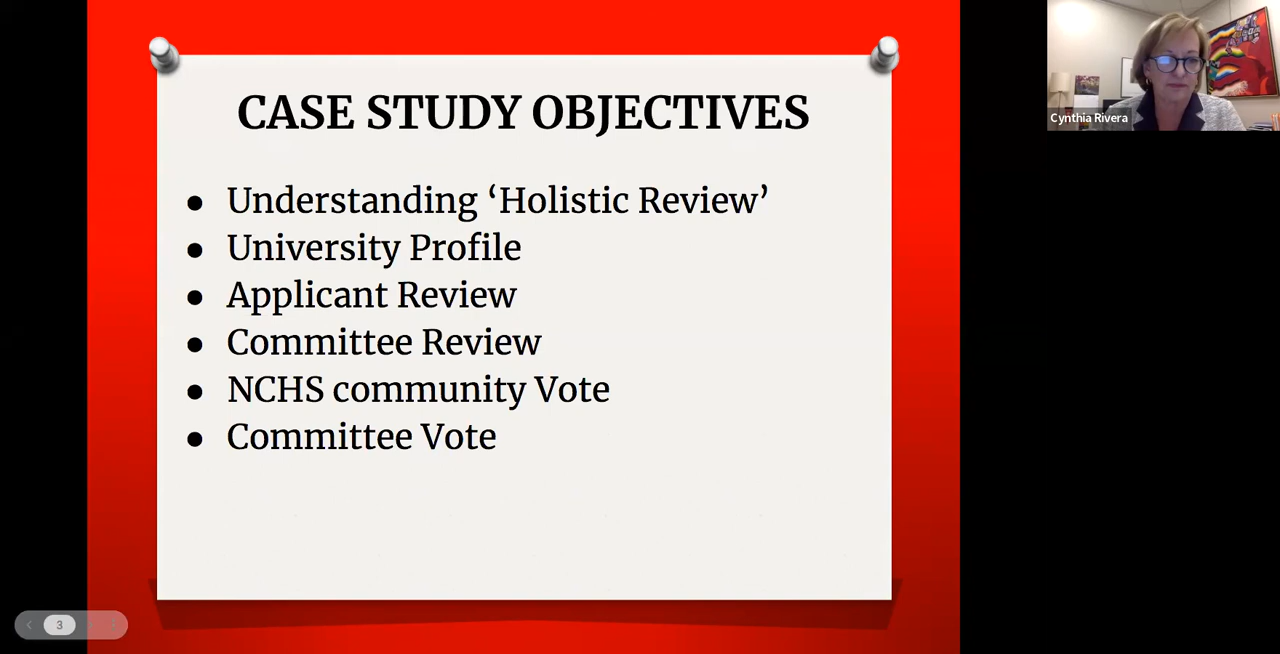 CASE STUDY OBJECTIVES
● Understanding ‘Holistic Review’
● University Profile
● Applicant Review
● Committee Review
● NCHS community Vote
● Committee Vote
Cynthia Rivera
3